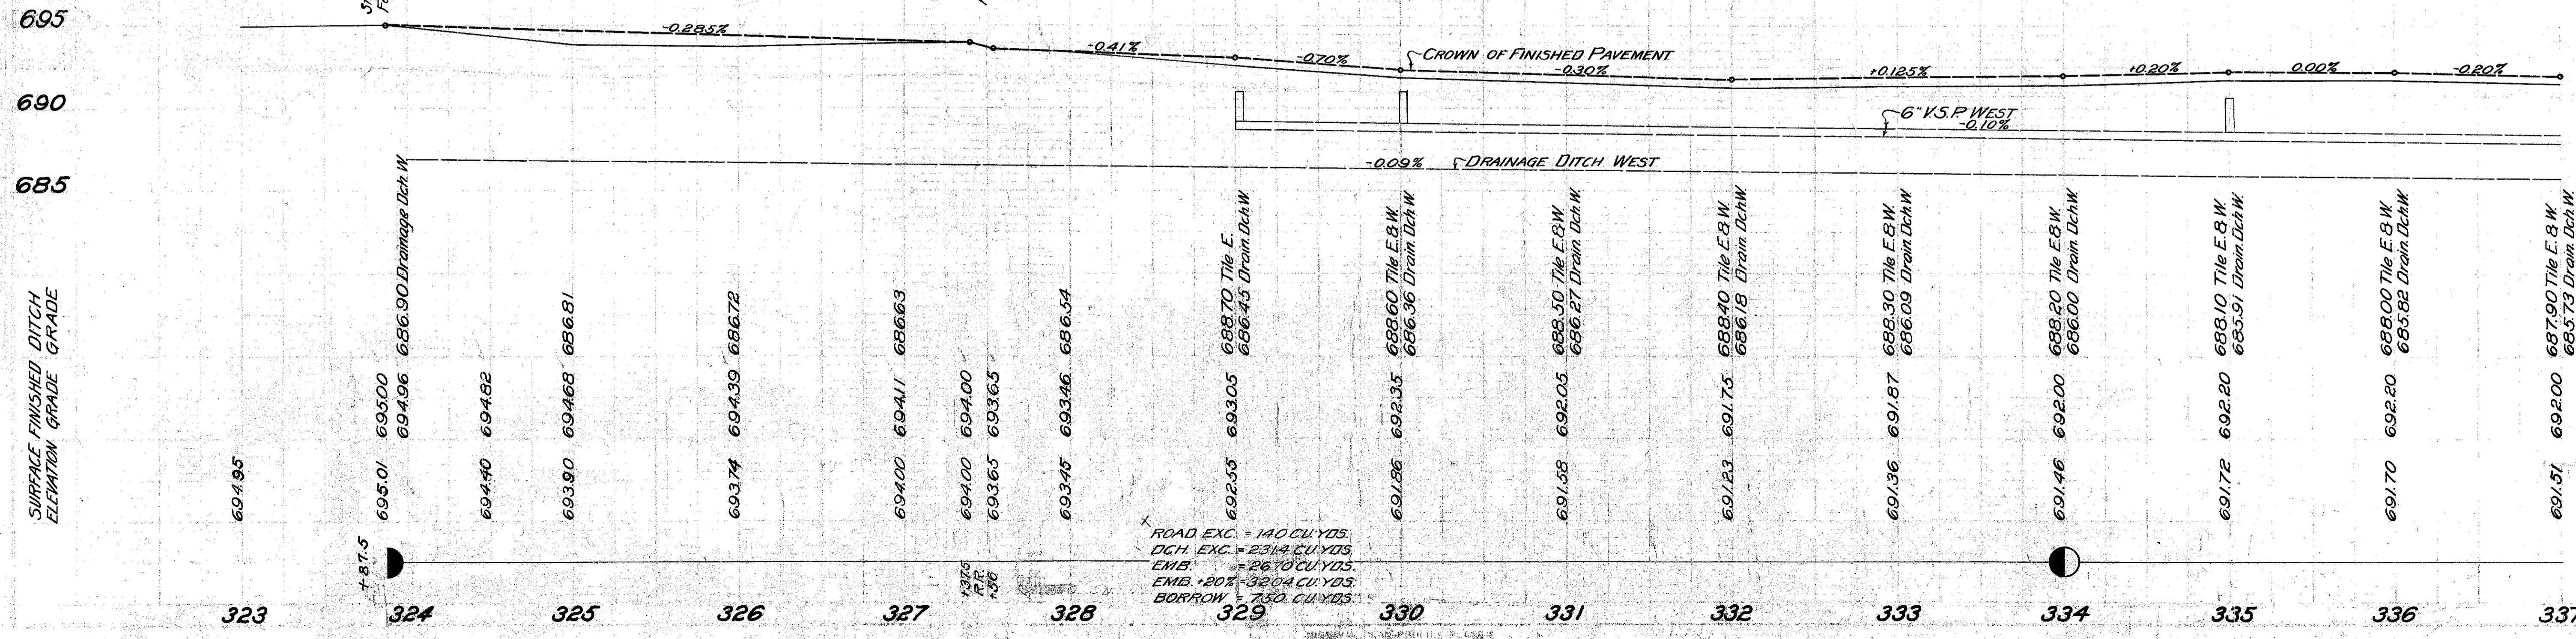 695
-0.285%
-0.41%
-0.70%
CROWN OF FINISHED PAVEMENT
-0.30%
+0.125%
+0.20%
0.00%
-0.20%
690
6" V.S.P. WEST
-0.10%
-0.09%
DRAINAGE DITCH WEST
685
SURFACE FINISHED DITCH
ELEVATION GRADE GRADE
686.90 Drainage Dch. W.
686.81
686.72
686.63
686.54
688.70 Tile E.
686.45 Drain. Dch.W.
688.60 Tile E.&W.
686.36 Drain. Dch.W.
688.50 Tile E.&W.
686.27 Drain. Dch.W.
688.40 Tile E.&W.
686.18 Drain. Dch.W.
688.30 Tile E.&W.
686.09 Drain. Dch.W.
688.20 Tile E.&W.
686.00 Drain. Dch.W.
688.10 Tile E.&W.
685.91 Drain. Dch.W.
688.00 Tile E.&W.
685.82 Drain. Dch.W.
687.90 Tile E.&W.
685.73 Drain. Dch.W.
695.00
694.96
694.82
694.68
694.39
694.11
694.00
693.65
693.46
693.05
692.35
692.05
691.75
691.87
692.00
692.20
692.20
692.00
694.95
695.01
694.40
693.90
693.74
694.00
694.00
693.65
693.45
692.55
691.86
691.58
691.23
691.36
691.46
691.72
691.70
691.51
+87.5
+37.5
R.R.
+56
ROAD EXC. = 140 CU. YDS.
DCH. EXC. = 2314 CU. YDS.
EMB. = 2670 CU. YDS.
EMB. +20% = 3204 CU. YDS.
BORROW = 750 CU. YDS.
323 324 325 326 327 328 329 330 331 332 333 334 335 336 337